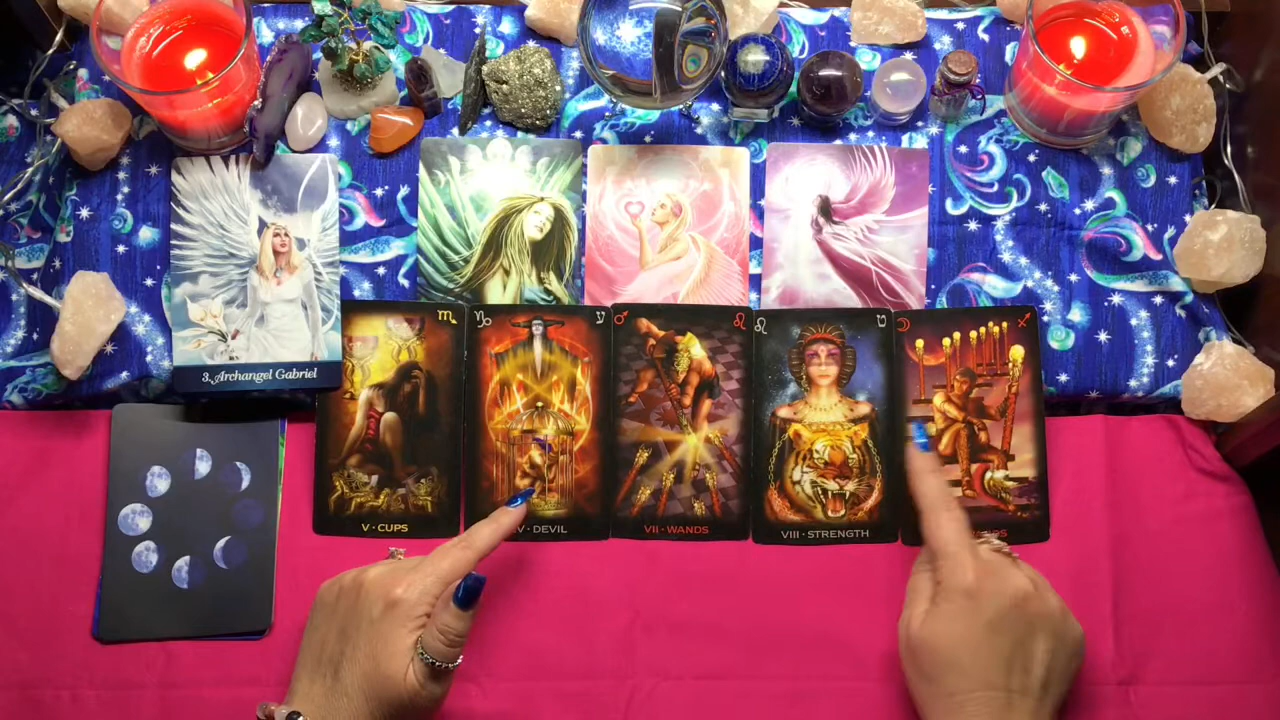 3. Archangel Gabriel
V • CUPS
V • DEVIL
VII • WANDS
VIII • STRENGTH